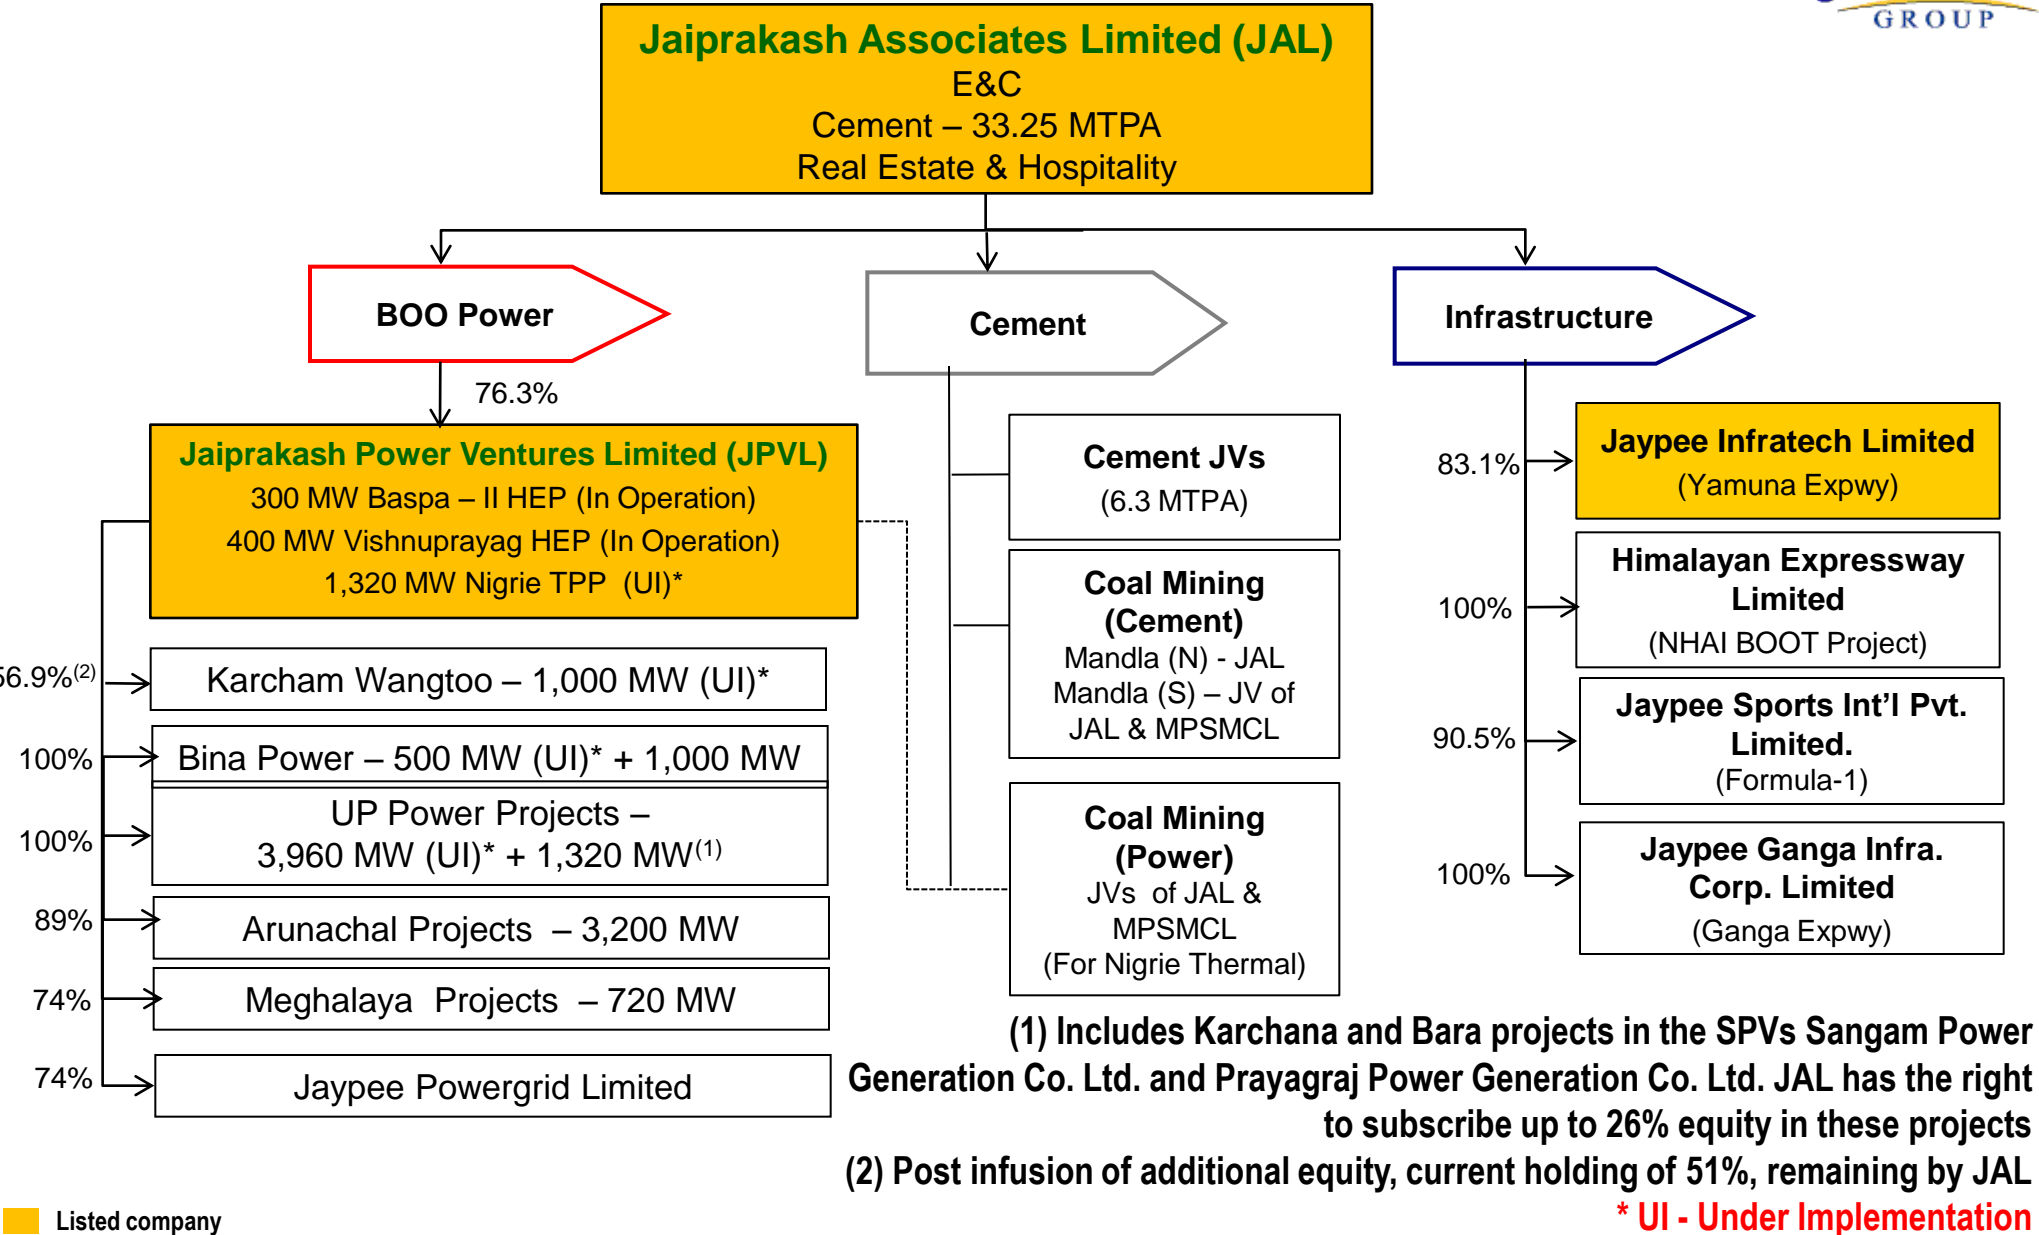 GROUP
Jaiprakash Associates Limited (JAL)
E&C
Cement – 33.25 MTPA
Real Estate & Hospitality
BOO Power
Cement
Infrastructure
76.3%
Jaiprakash Power Ventures Limited (JPVL)
300 MW Baspa – II HEP (In Operation)
400 MW Vishnuprayag HEP (In Operation)
1,320 MW Nigrie TPP (UI)*
56.9%(2)
Karcham Wangtoo – 1,000 MW (UI)*
100%
Bina Power – 500 MW (UI)* + 1,000 MW
100%
UP Power Projects –
3,960 MW (UI)* + 1,320 MW(1)
89%
Arunachal Projects – 3,200 MW
74%
Meghalaya Projects – 720 MW
74%
Jaypee Powergrid Limited
Cement JVs
(6.3 MTPA)
Coal Mining
(Cement)
Mandla (N) - JAL
Mandla (S) – JV of
JAL & MPSMCL
Coal Mining
(Power)
JVs of JAL &
MPSMCL
(For Nigrie Thermal)
83.1%
Jaypee Infratech Limited
(Yamuna Expwy)
100%
Himalayan Expressway
Limited
(NHAI BOOT Project)
90.5%
Jaypee Sports Int'l Pvt.
Limited.
(Formula-1)
100%
Jaypee Ganga Infra.
Corp. Limited
(Ganga Expwy)
(1) Includes Karchana and Bara projects in the SPVs Sangam Power
Generation Co. Ltd. and Prayagraj Power Generation Co. Ltd. JAL has the right
to subscribe up to 26% equity in these projects
(2) Post infusion of additional equity, current holding of 51%, remaining by JAL
* UI - Under Implementation
Listed company